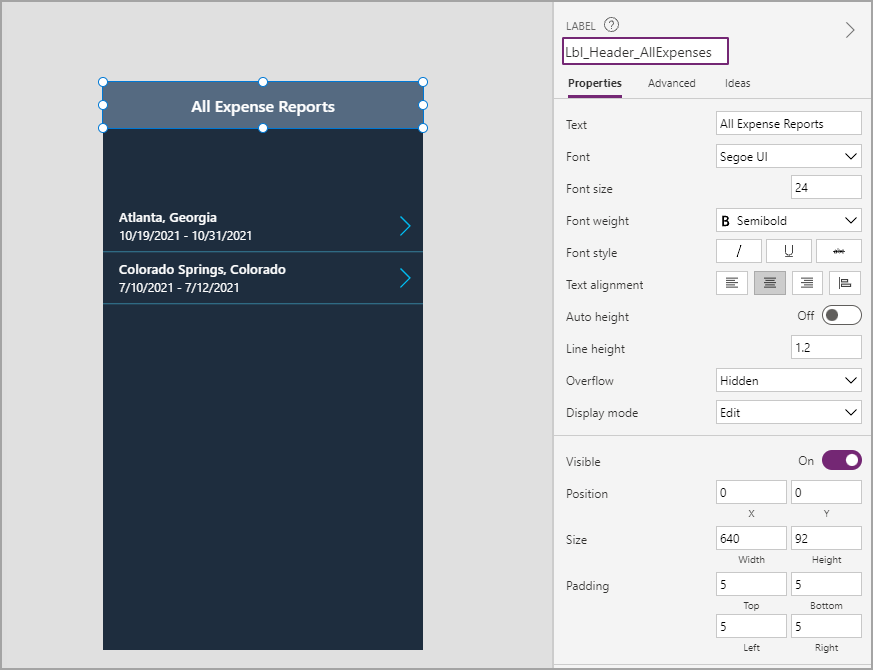 All Expense Reports
Atlanta, Georgia
10/19/2021 - 10/31/2021
Colorado Springs, Colorado
7/10/2021 - 7/12/2021
LABEL ?
Lbl_Header_AllExpenses
Properties Advanced Ideas
Text All Expense Reports
Font Segoe UI
Font size 24
Font weight B Semibold
Font style / U abc
Text alignment
Auto height Off
Line height 1.2
Overflow Hidden
Display mode Edit
Visible On
Position 0 0
X Y
Size 640 92
Width Height
Padding 5 5
Top Bottom
5 5
Left Right